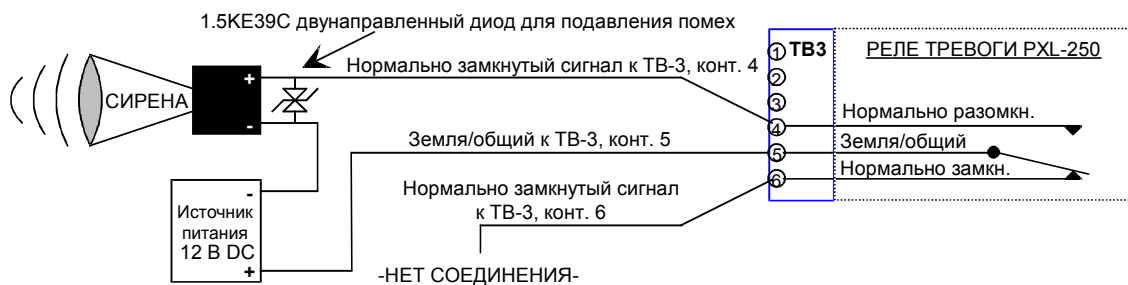 1.5KE39C двунаправленный диод для подавления помех
+
-
СИРЕНА
Нормально замкнутый сигнал к ТВ-3, конт. 4
Земля/общий к ТВ-3, конт. 5
Нормально замкнутый сигнал
к ТВ-3, конт. 6
-НЕТ СОЕДИНЕНИЯ-
-
Источник
питания
12 В DC
+
ТВ3
1
2
3
4
5
6
РЕЛЕ ТРЕВОГИ PXL-250
Нормально разомкн.
Земля/общий
Нормально замкн.